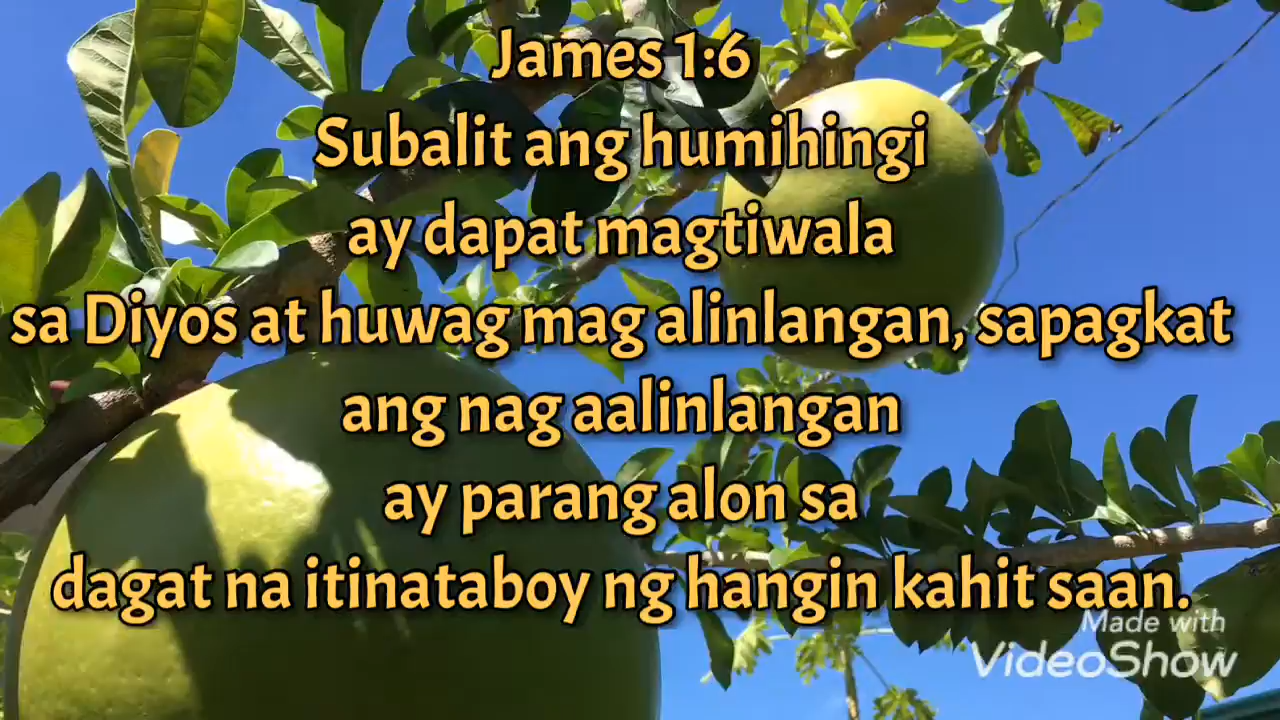 James 1:6
Subalit ang humihingi
ay dapat magtiwala
sa Diyos at huwag mag alinlangan, sapagkat
ang nag aalinlangan
ay parang alon sa
dagat na itinataboy ng hangin kahit saan.
Made with
VideoShow